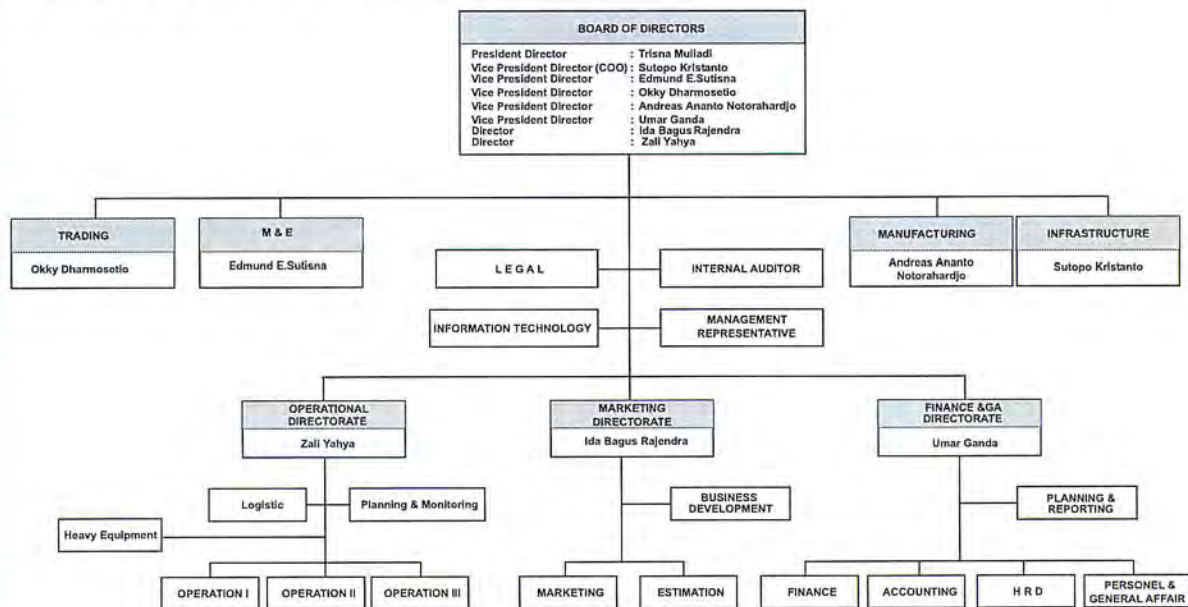 BOARD OF DIRECTORS
President Director : Trisna Muliadi
Vice President Director (COO) : Sutopo Kristanto
Vice President Director : Edmund E.Sutisna
Vice President Director : Okky Dharmosetio
Vice President Director : Andreas Ananto Notorahardjo
Vice President Director : Umar Ganda
Director : Ida Bagus Rajendra
Director : Zali Yahya
TRADING
Okky Dharmosetio
M & E
Edmund E.Sutisna
MANUFACTURING
Andreas Ananto
Notorahardjo
INFRASTRUCTURE
Sutopo Kristanto
L E G A L
INTERNAL AUDITOR
INFORMATION TECHNOLOGY
MANAGEMENT
REPRESENTATIVE
OPERATIONAL
DIRECTORATE
Zali Yahya
MARKETING
DIRECTORATE
Ida Bagus Rajendra
FINANCE &GA
DIRECTORATE
Umar Ganda
Logistic
Planning & Monitoring
Heavy Equipment
BUSINESS
DEVELOPMENT
PLANNING &
REPORTING
OPERATION I
OPERATION II
OPERATION III
MARKETING
ESTIMATION
FINANCE
ACCOUNTING
H R D
PERSONEL &
GENERAL AFFAIR